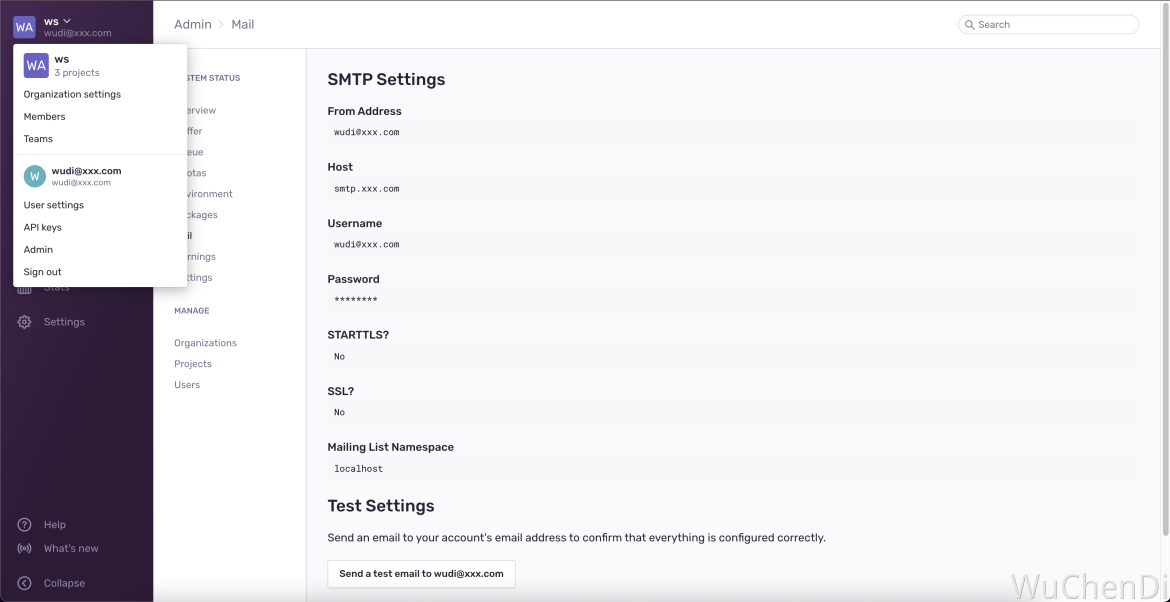 WA
ws
wudi@xxx.com
WA
ws
3 projects
Organization settings
Members
Teams
W
wudi@xxx.com
wudi@xxx.com
User settings
API keys
Admin
Sign out
Stats
Settings
Help
What's new
Collapse
Admin > Mail
Search
STEM STATUS
erview
ffer
eue
otas
vironment
ckages
il
rnings
ttings
MANAGE
Organizations
Projects
Users
SMTP Settings
From Address
wudi@xxx.com
Host
smtp.xxx.com
Username
wudi@xxx.com
Password
********
STARTTLS?
No
SSL?
No
Mailing List Namespace
localhost
Test Settings
Send an email to your account's email address to confirm that everything is configured correctly.
Send a test email to wudi@xxx.com
WuChenDi